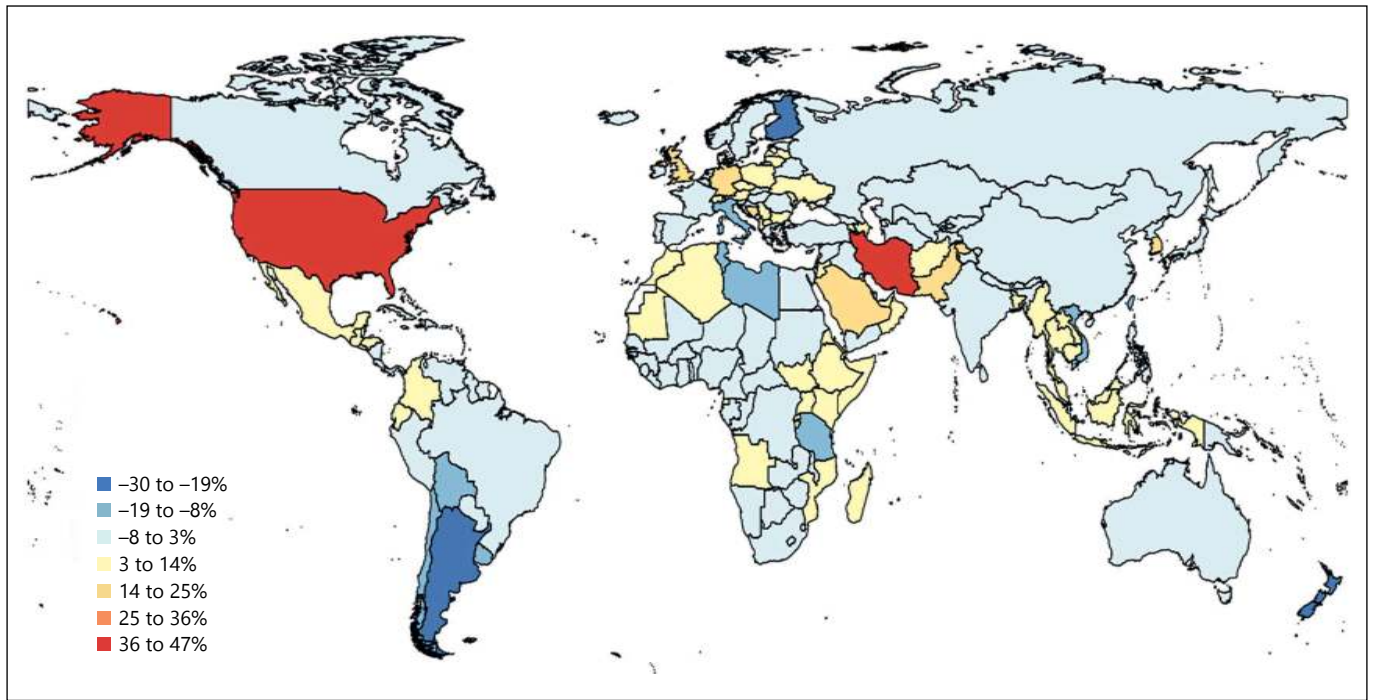 –30 to –19%
–19 to –8%
–8 to 3%
3 to 14%
14 to 25%
25 to 36%
36 to 47%